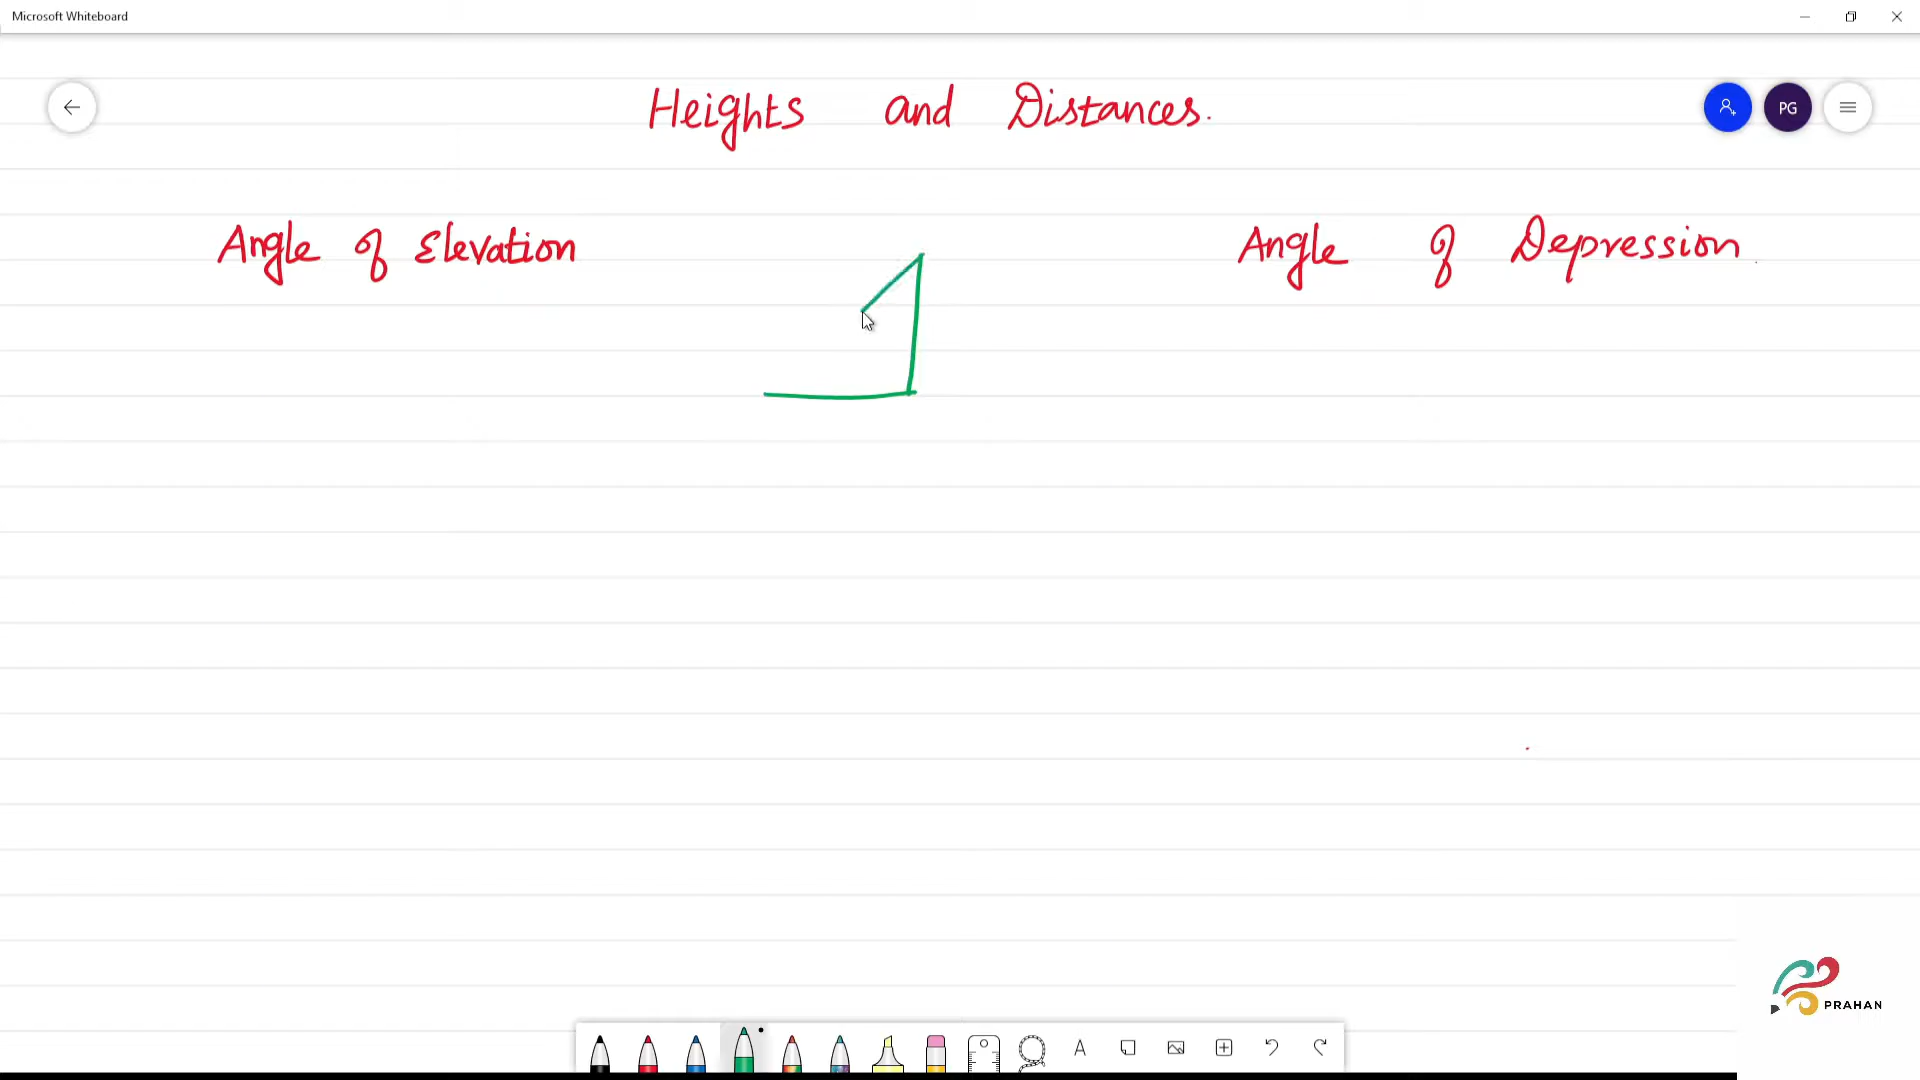 Microsoft Whiteboard
Heights and Distances.
PG
Angle of Elevation
Angle of Depression
PRAHAN